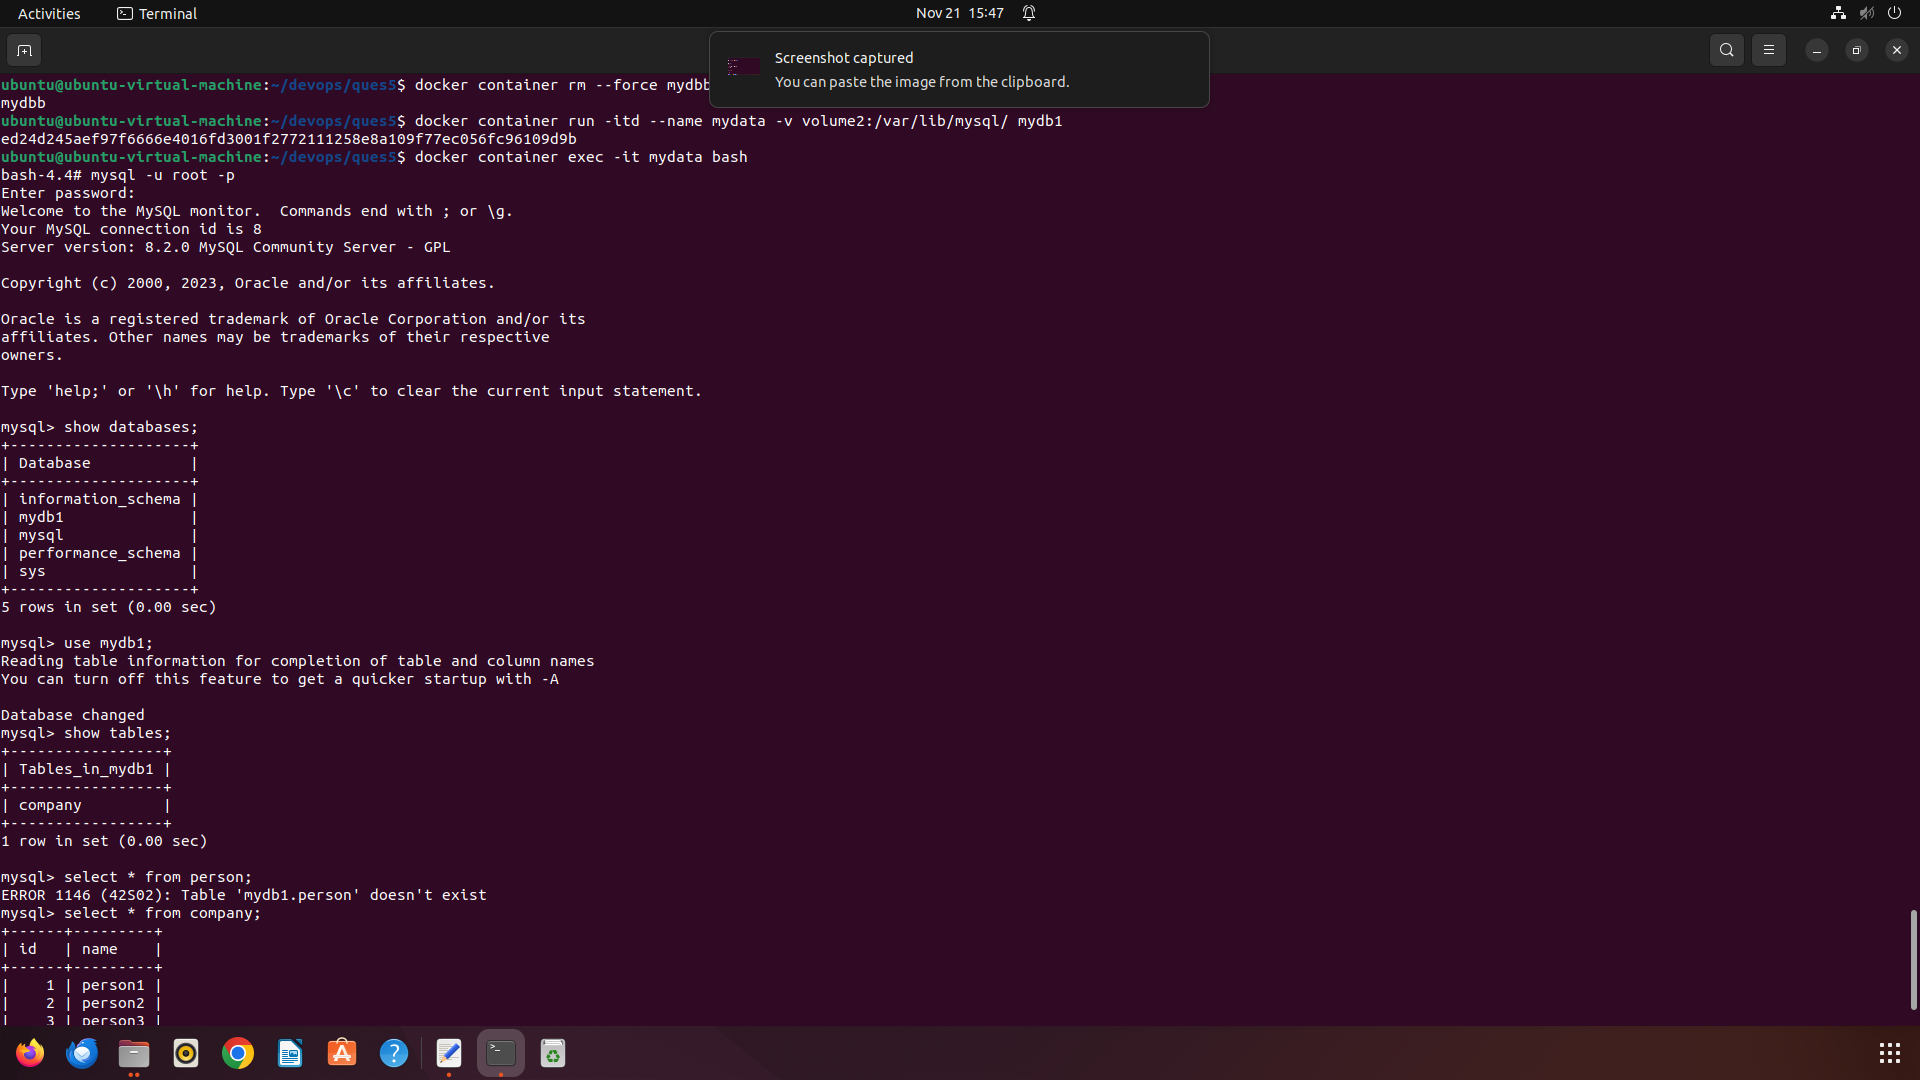 Activities
Terminal
Nov 21 15:47
Screenshot captured
You can paste the image from the clipboard.
ubuntu@ubuntu-virtual-machine:~/devops/ques5$ docker container rm --force mydbb
mydbb
ubuntu@ubuntu-virtual-machine:~/devops/ques5$ docker container run -itd --name mydata -v volume2:/var/lib/mysql/ mydb1
ed24d245aef97f6666e4016fd3001f2772111258e8a109f77ec056fc96109d9b
ubuntu@ubuntu-virtual-machine:~/devops/ques5$ docker container exec -it mydata bash
bash-4.4# mysql -u root -p
Enter password:
Welcome to the MySQL monitor.  Commands end with ; or \g.
Your MySQL connection id is 8
Server version: 8.2.0 MySQL Community Server - GPL
Copyright (c) 2000, 2023, Oracle and/or its affiliates.
Oracle is a registered trademark of Oracle Corporation and/or its
affiliates. Other names may be trademarks of their respective
owners.
Type 'help;' or '\h' for help. Type '\c' to clear the current input statement.
mysql> show databases;
+--------------------+
| Database           |
+--------------------+
| information_schema |
| mydb1              |
| mysql              |
| performance_schema |
| sys                |
+--------------------+
5 rows in set (0.00 sec)
mysql> use mydb1;
Reading table information for completion of table and column names
You can turn off this feature to get a quicker startup with -A
Database changed
mysql> show tables;
+-----------------+
| Tables_in_mydb1 |
+-----------------+
| company         |
+-----------------+
1 row in set (0.00 sec)
mysql> select * from person;
ERROR 1146 (42S02): Table 'mydb1.person' doesn't exist
mysql> select * from company;
+------+---------+
| id   | name    |
+------+---------+
|    1 | person1 |
|    2 | person2 |
|    3 | person3 |